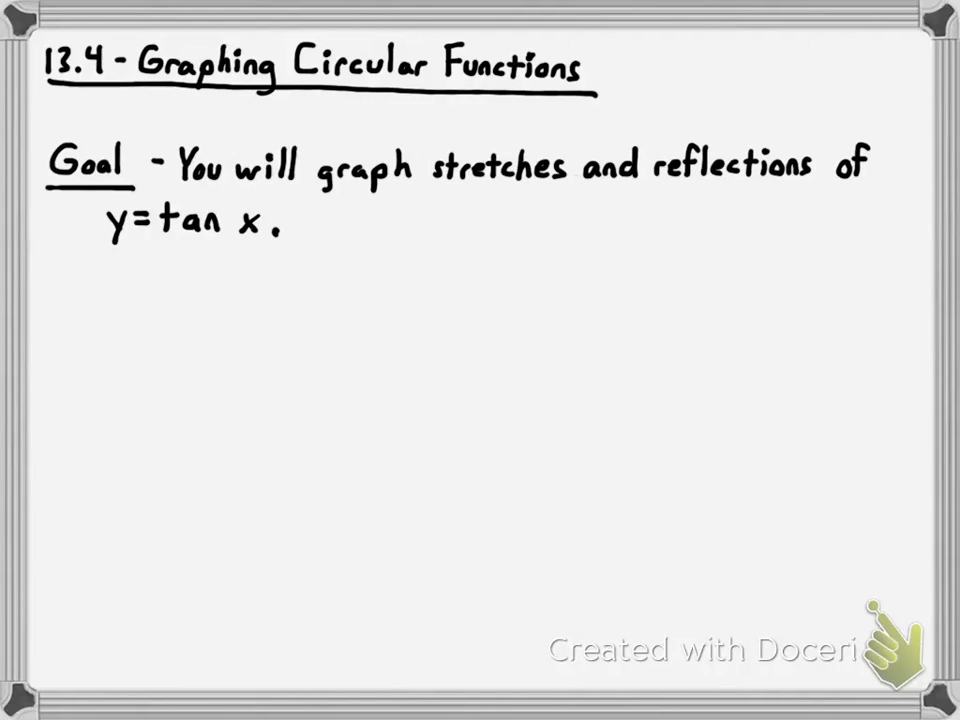 13.4 - Graphing Circular Functions
Goal - You will graph stretches and reflections of
y = tan x.
Created with Doceri